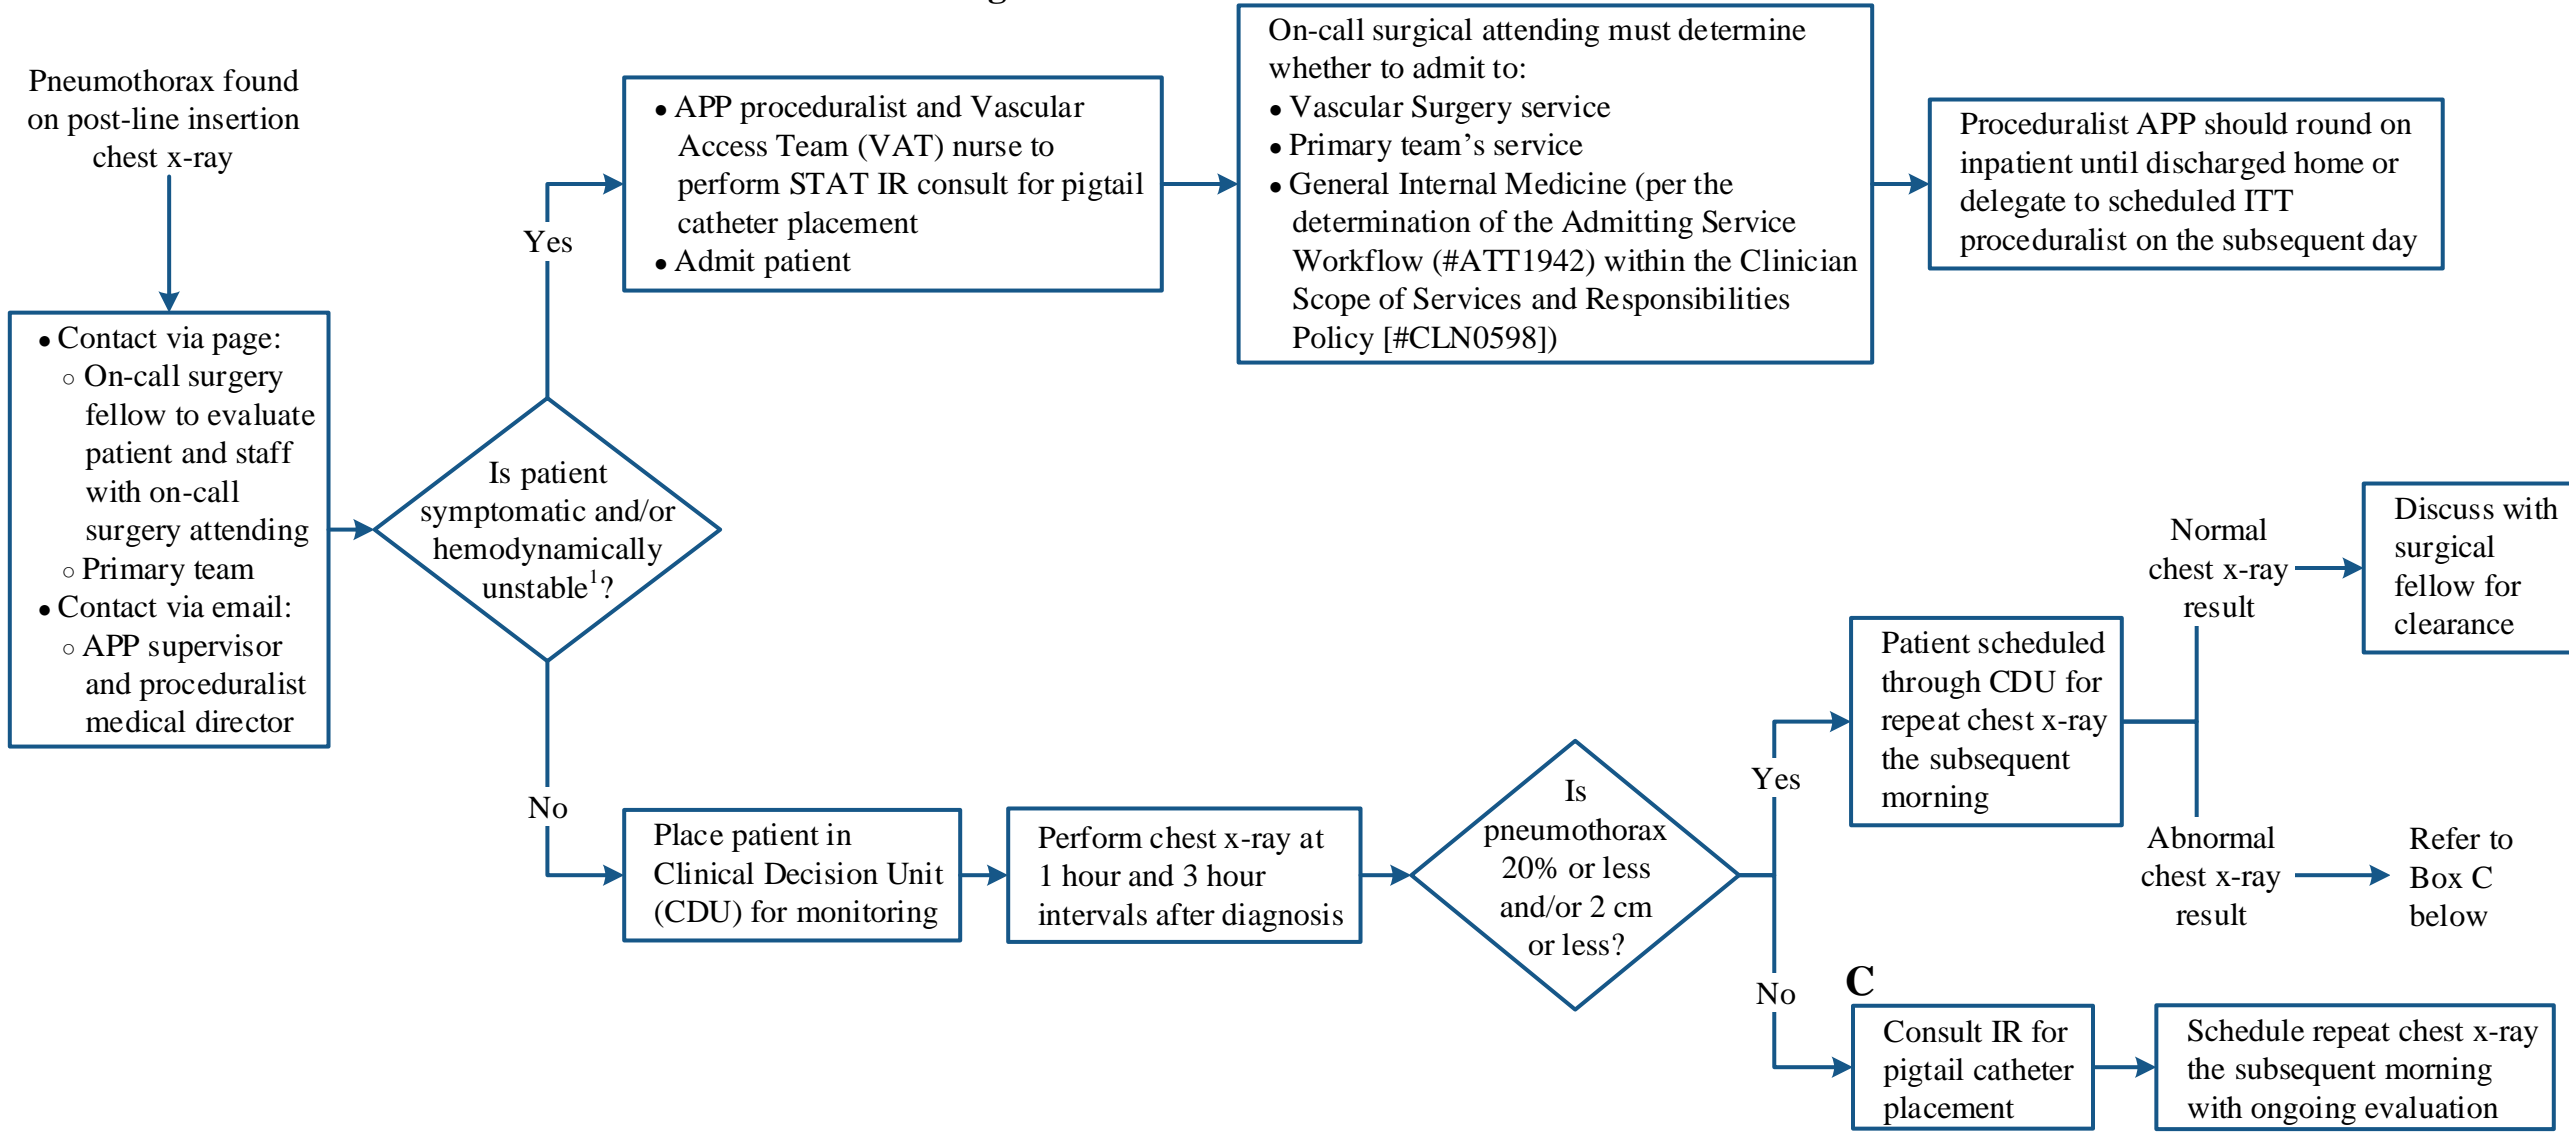 Pneumothorax found
on post-line insertion
chest x-ray
• Contact via page:
○ On-call surgery
fellow to evaluate
patient and staff
with on-call
surgery attending
○ Primary team
• Contact via email:
○ APP supervisor
and proceduralist
medical director
Is patient
symptomatic and/or
hemodynamically
unstable1?
Yes
• APP proceduralist and Vascular
Access Team (VAT) nurse to
perform STAT IR consult for pigtail
catheter placement
• Admit patient
On-call surgical attending must determine
whether to admit to:
• Vascular Surgery service
• Primary team’s service
• General Internal Medicine (per the
determination of the Admitting Service
Workflow (#ATT1942) within the Clinician
Scope of Services and Responsibilities
Policy [#CLN0598])
Proceduralist APP should round on
inpatient until discharged home or
delegate to scheduled ITT
proceduralist on the subsequent day
No
Place patient in
Clinical Decision Unit
(CDU) for monitoring
Perform chest x-ray at
1 hour and 3 hour
intervals after diagnosis
Is
pneumothorax
20% or less
and/or 2 cm
or less?
Yes
Patient scheduled
through CDU for
repeat chest x-ray
the subsequent
morning
Normal
chest x-ray
result
Discuss with
surgical
fellow for
clearance
Abnormal
chest x-ray
result
Refer to
Box C
below
No
C
Consult IR for
pigtail catheter
placement
Schedule repeat chest x-ray
the subsequent morning
with ongoing evaluation